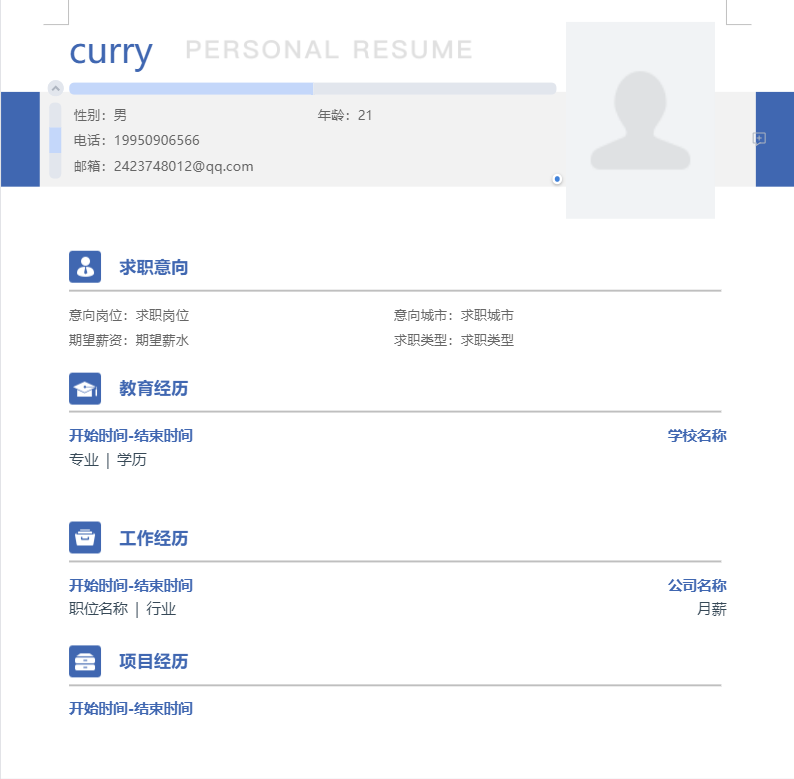 curry PERSONAL RESUME
性别：男 年龄：21
电话：19950906566
邮箱：2423748012@qq.com
求职意向
意向岗位：求职岗位 意向城市：求职城市
期望薪资：期望薪水 求职类型：求职类型
教育经历
开始时间-结束时间 学校名称
专业 | 学历
工作经历
开始时间-结束时间 公司名称
职位名称 | 行业 月薪
项目经历
开始时间-结束时间